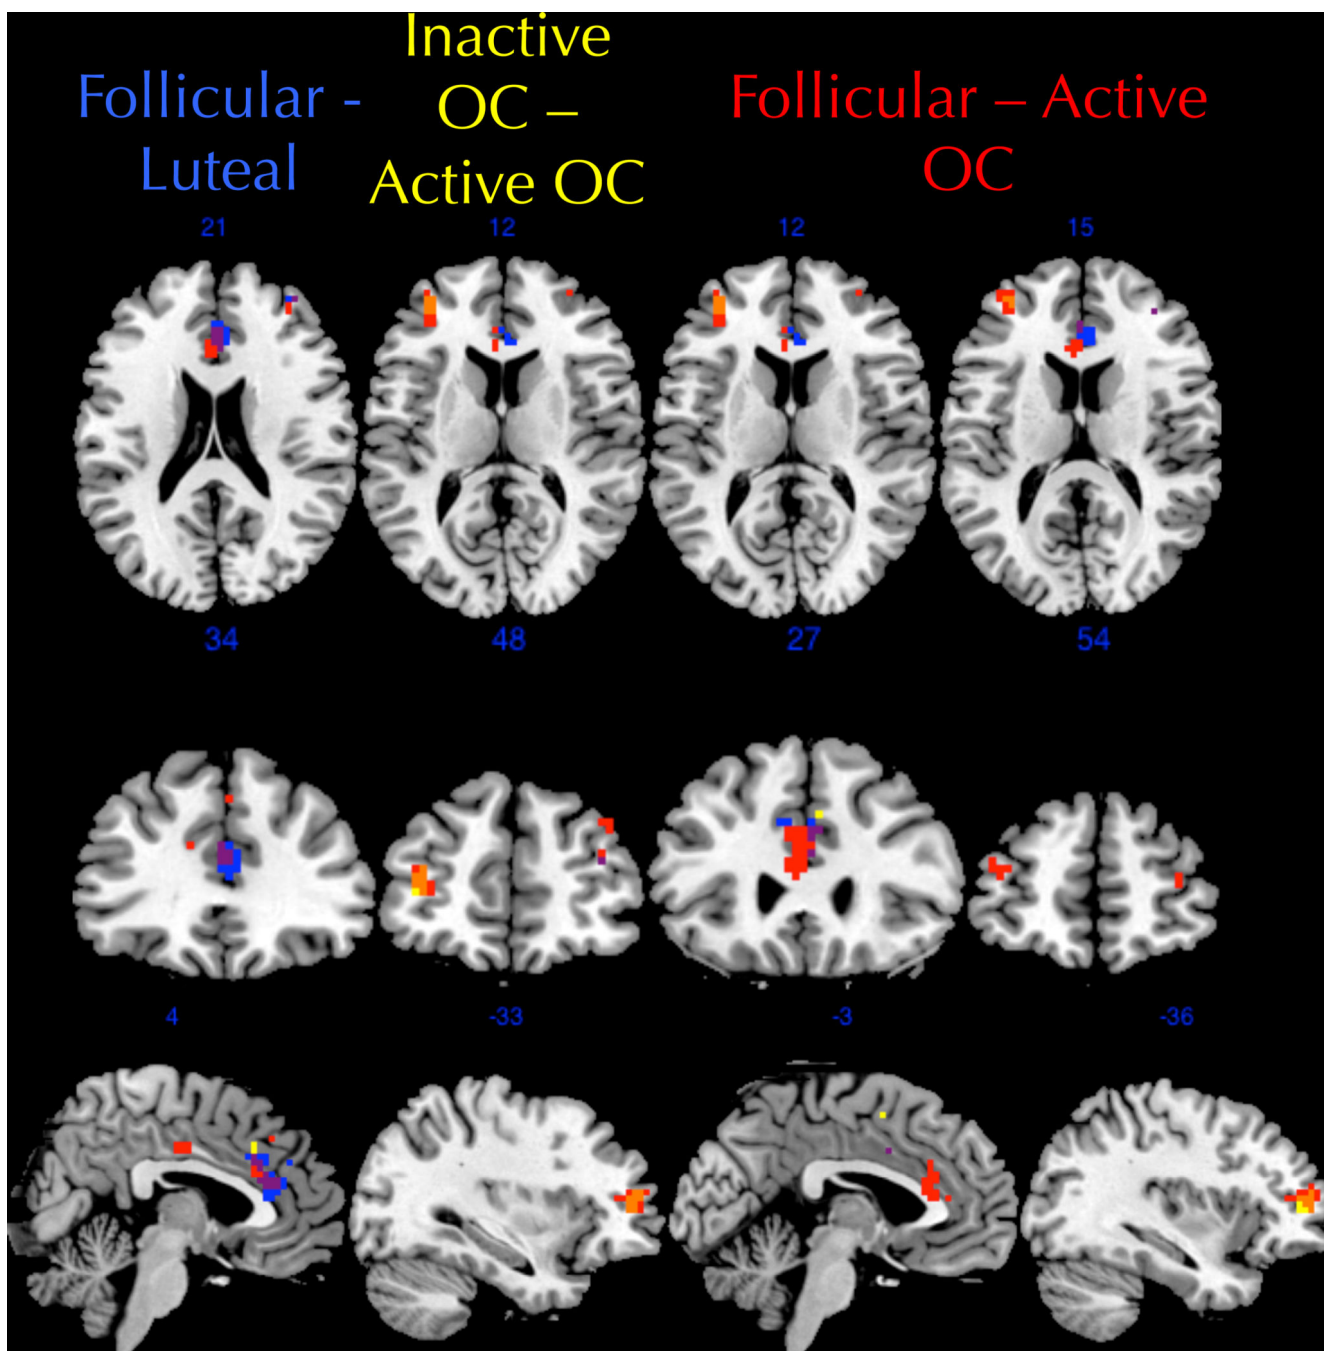 Follicular -
Luteal
Inactive
OC –
Active OC
Follicular – Active
OC
21 12 12 15
34 48 27 54
4 -33 -3 -36